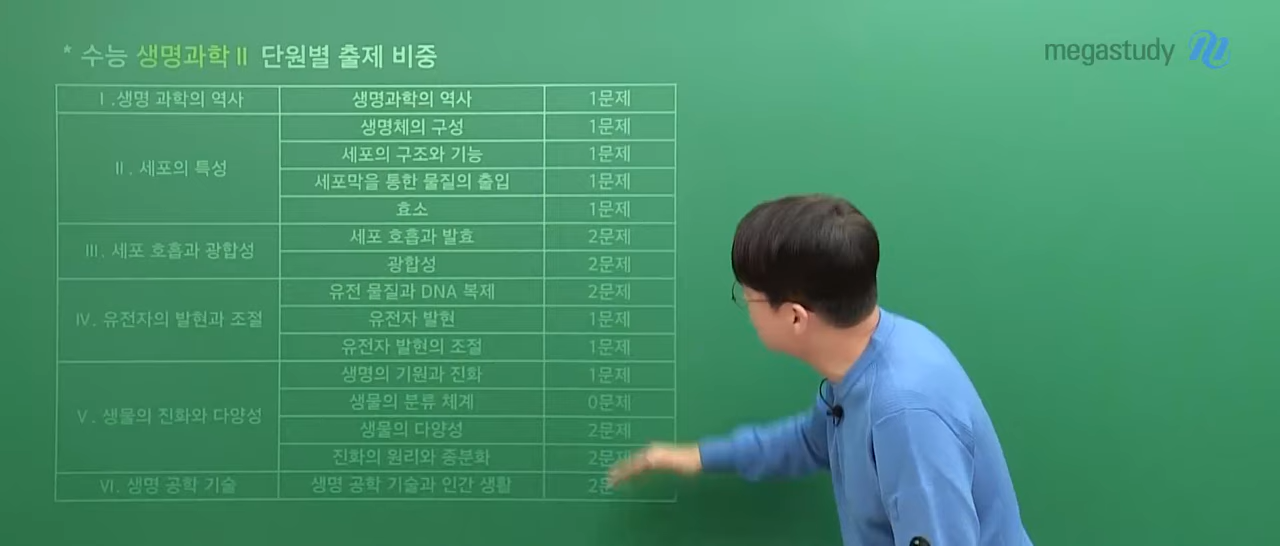 * 수능 생명과학 II 단원별 출제 비중
megastudy
I. 생명 과학의 역사 생명과학의 역사 1문제
II. 세포의 특성 생명체의 구성 1문제
세포의 구조와 기능 1문제
세포막을 통한 물질의 출입 1문제
효소 1문제
III. 세포 호흡과 광합성 세포 호흡과 발효 2문제
광합성 2문제
IV. 유전자의 발현과 조절 유전 물질과 DNA 복제 2문제
유전자 발현 1문제
유전자 발현의 조절 1문제
V. 생물의 진화와 다양성 생명의 기원과 진화 1문제
생물의 분류 체계 0문제
생물의 다양성 2문제
진화의 원리와 종분화 2문제
VI. 생명 공학 기술 생명 공학 기술과 인간 생활 2문